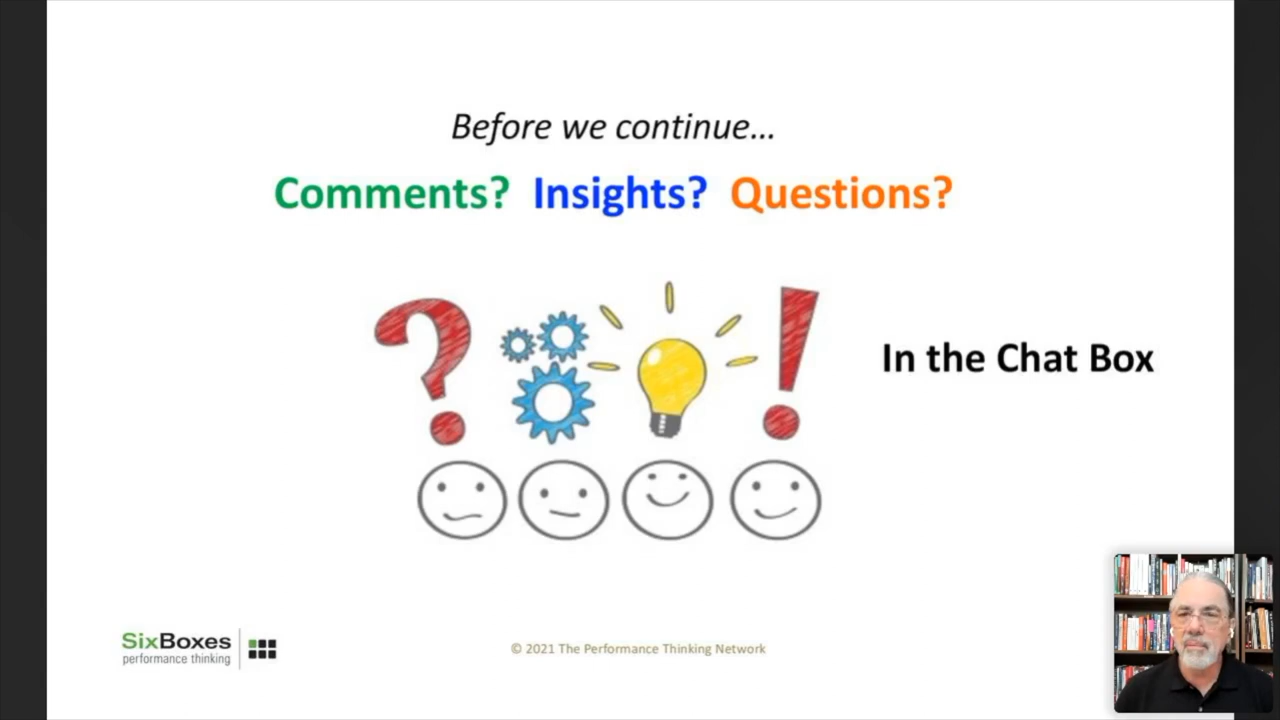 Before we continue...
Comments? Insights? Questions?
In the Chat Box
SixBoxes
performance thinking
© 2021 The Performance Thinking Network